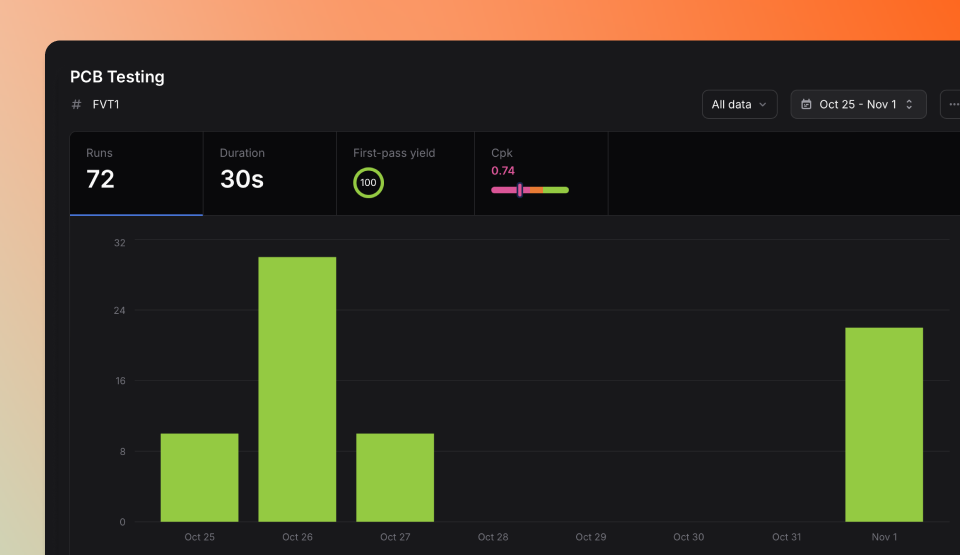 PCB Testing
# FVT1
All data
Oct 25 - Nov 1
Runs
72
Duration
30s
First-pass yield
100
Cpk
0.74
32
24
16
8
0
Oct 25
Oct 26
Oct 27
Oct 28
Oct 29
Oct 30
Oct 31
Nov 1